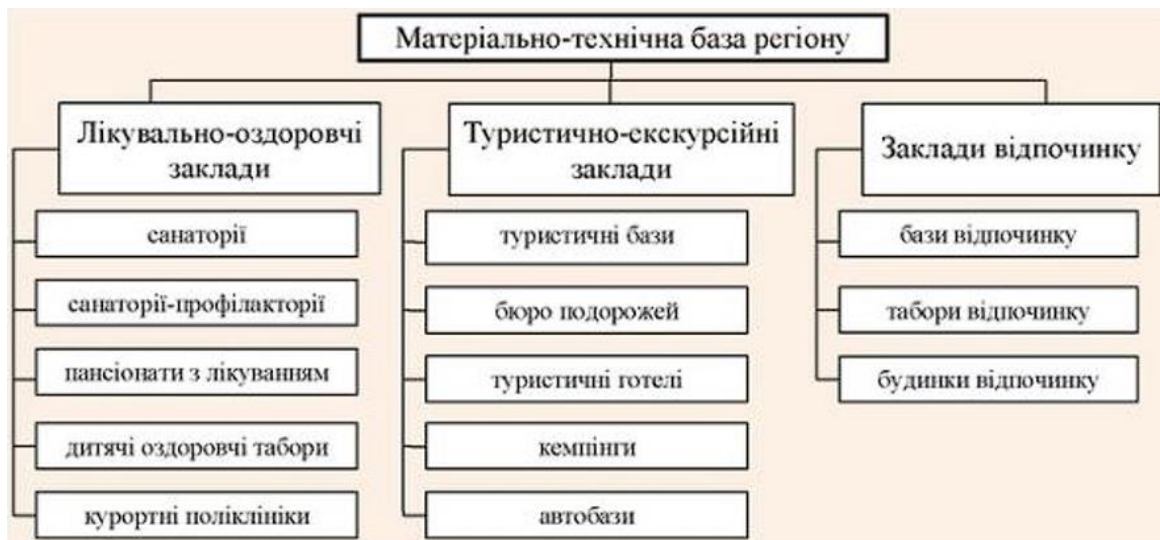 Матеріально-технічна база регіону
Лікувально-оздоровчі
заклади
санаторії
санаторії-профілакторії
пансіонати з лікуванням
дитячі оздоровчі табори
курортні поліклініки
Туристично-екскурсійні
заклади
туристичні бази
бюро подорожей
туристичні готелі
кемпінги
автобази
Заклади відпочинку
бази відпочинку
табори відпочинку
будинки відпочинку